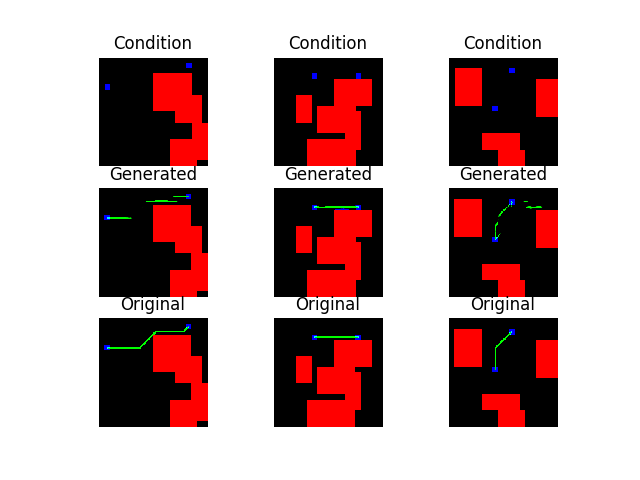 Condition Condition Condition
Generated Generated Generated
Original Original Original